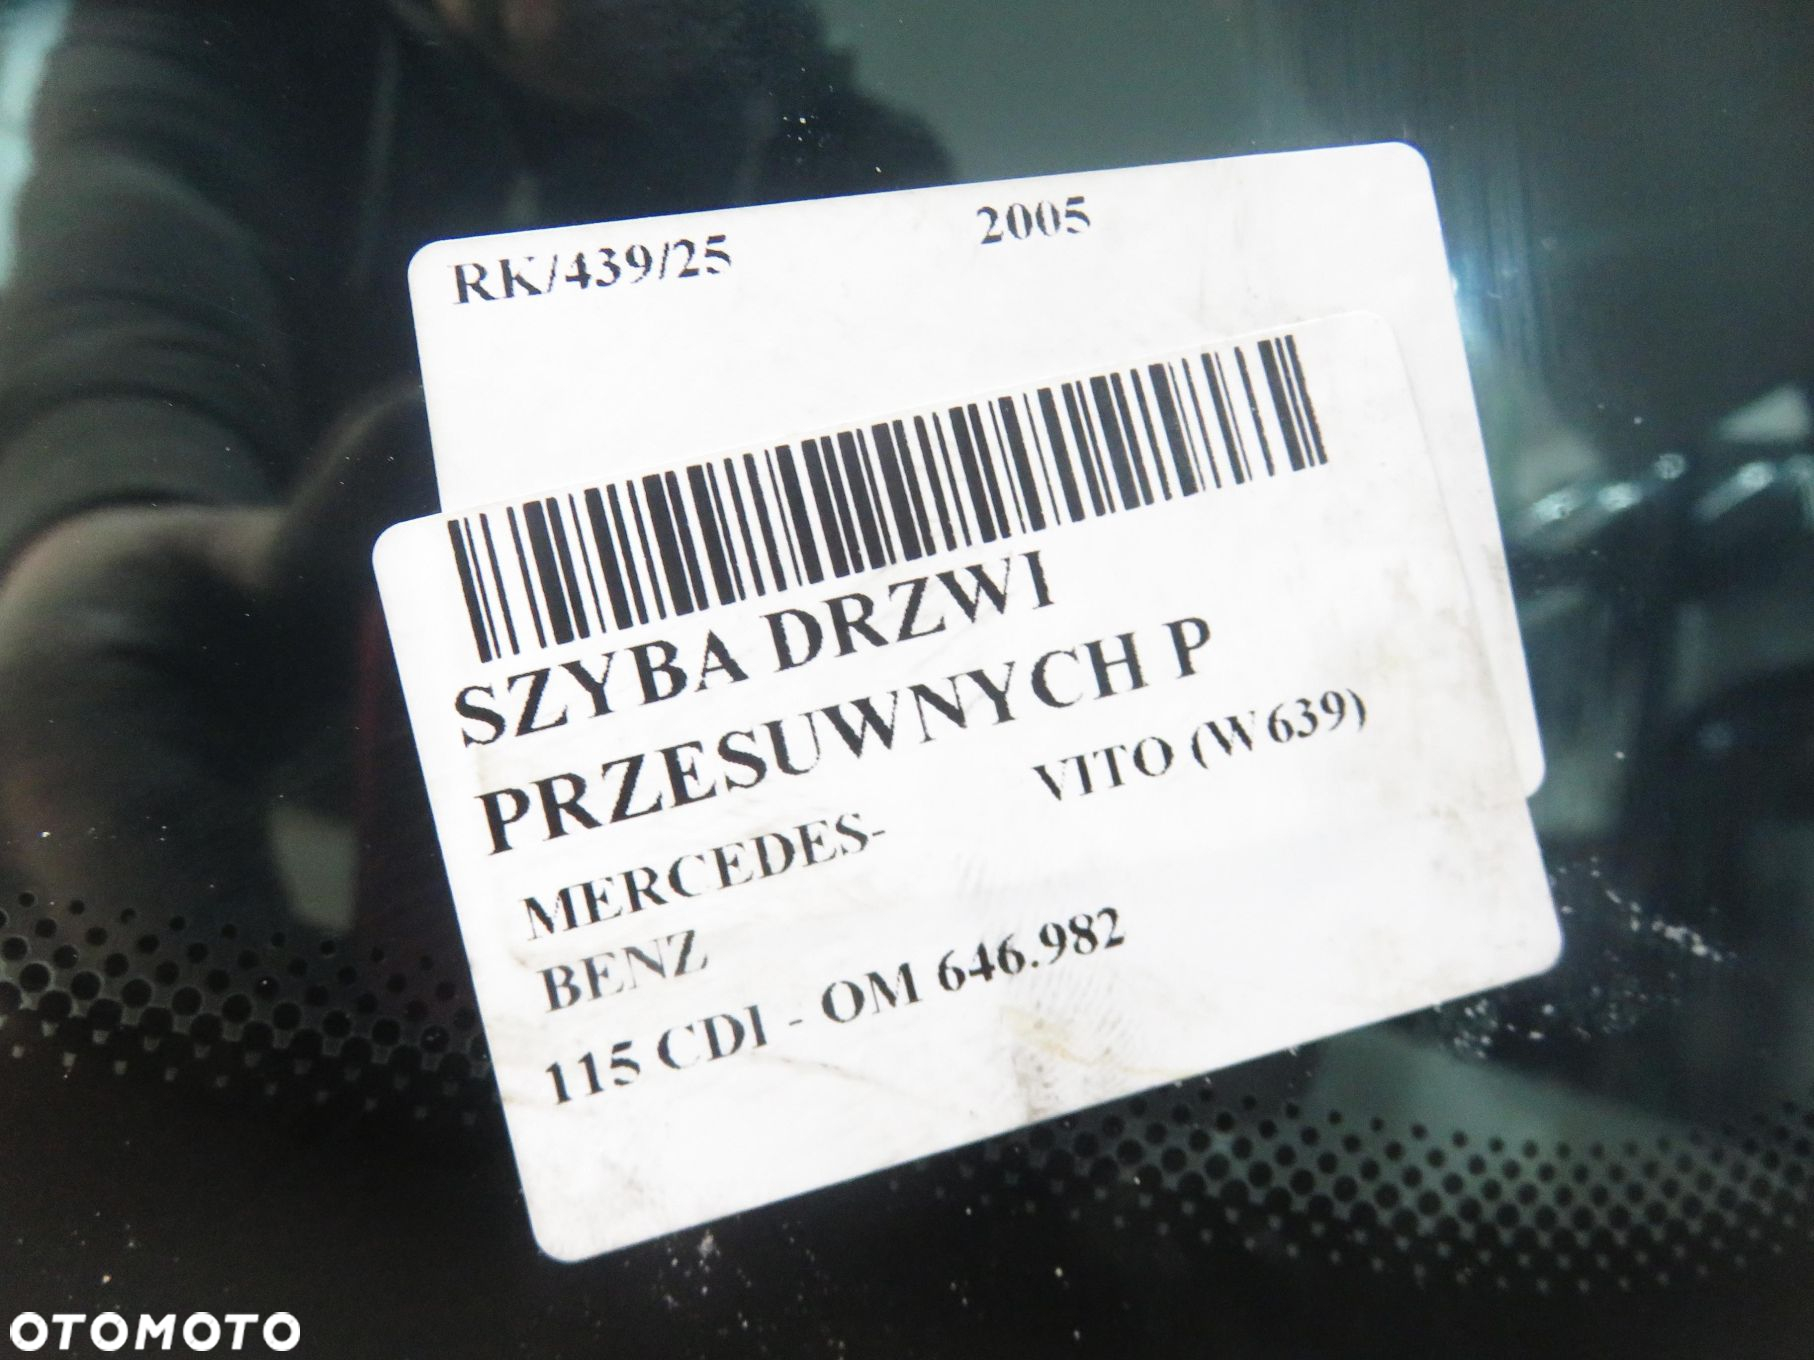 RK/439/25 2005
SZYBA DRZWI
PRZESUWNYCH P
MERCEDES- VITO (W639)
BENZ
115 CDI - OM 646.982
OTOMOTO